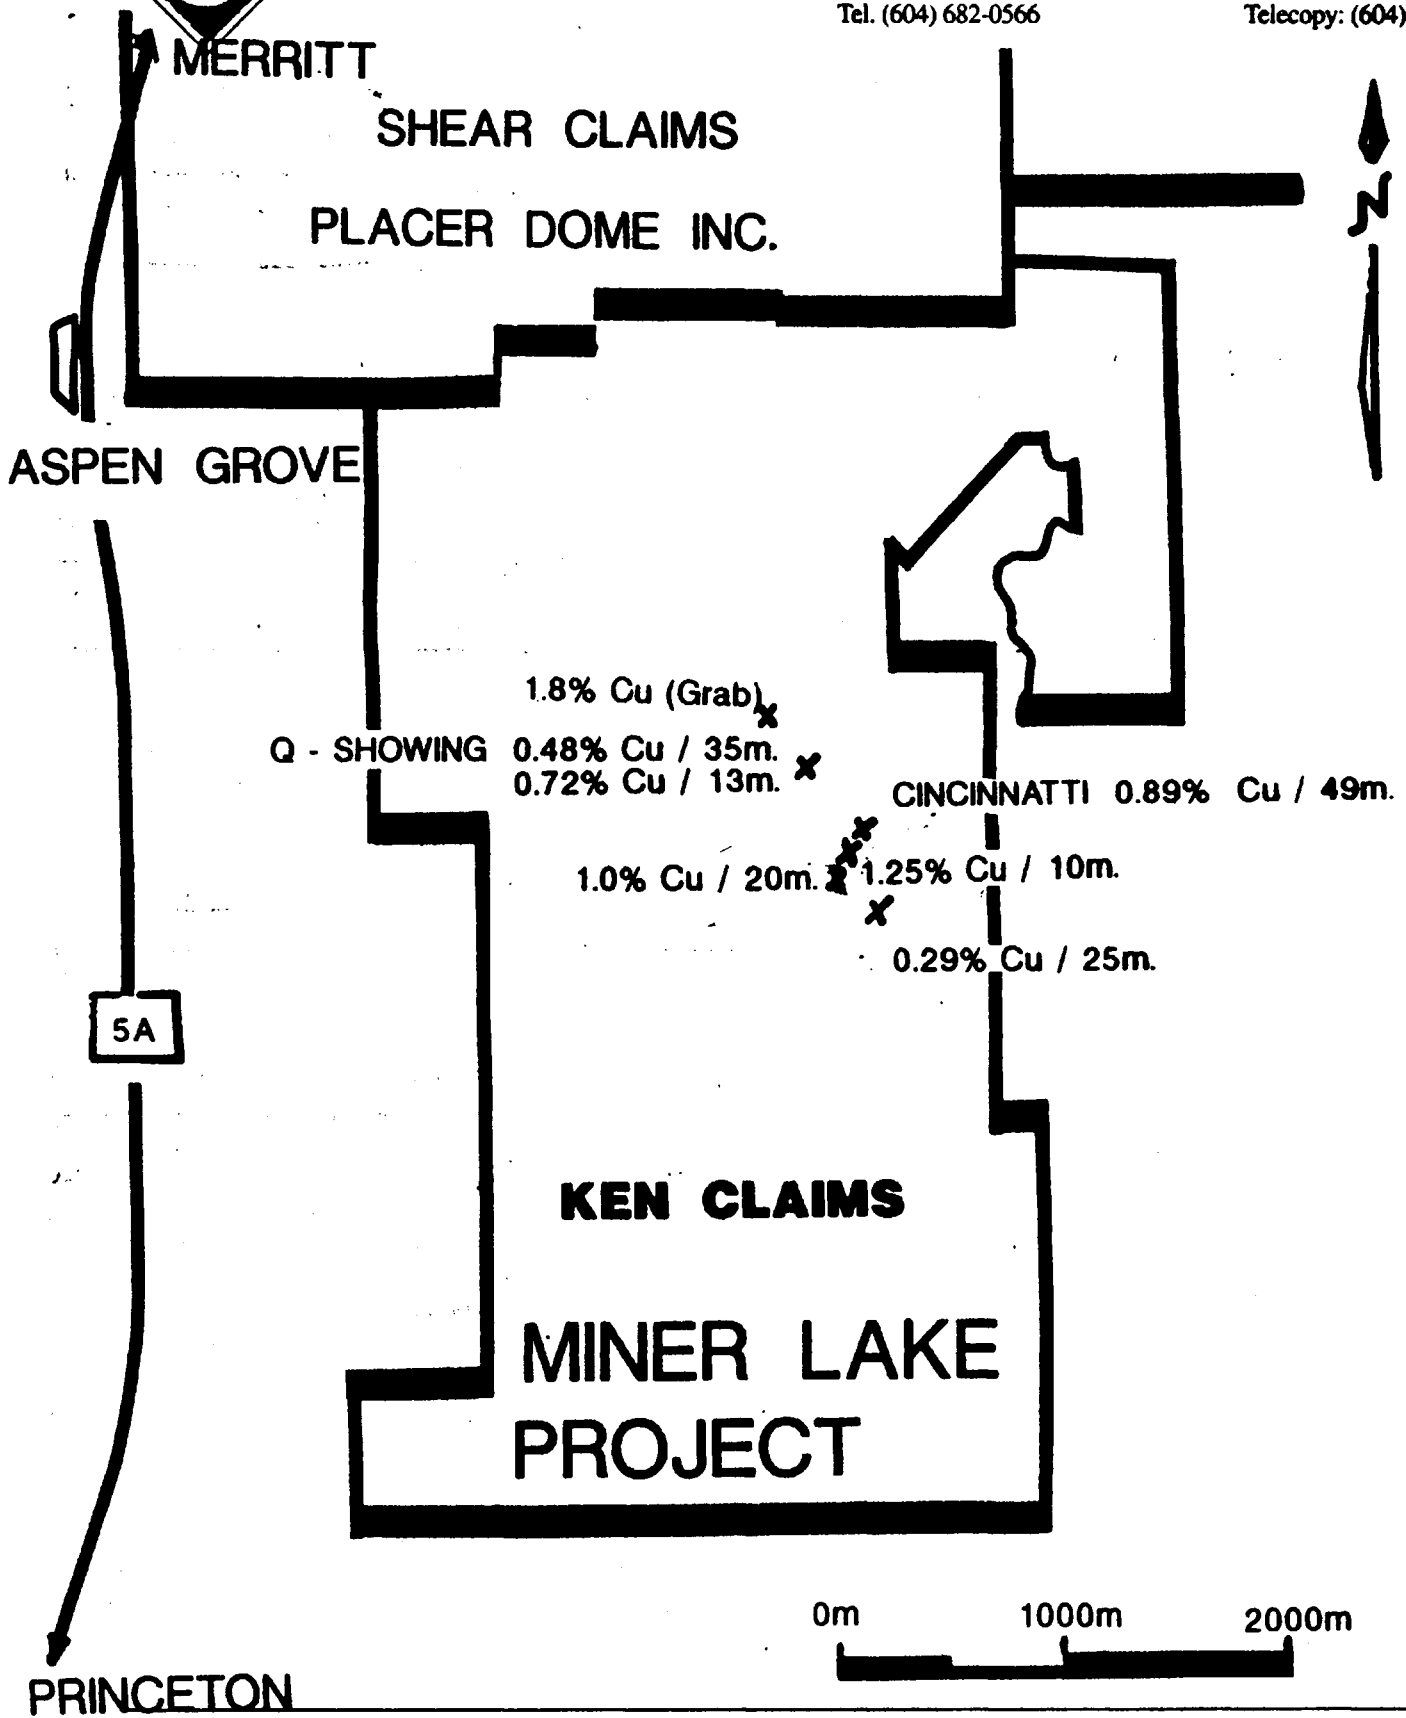 Tel. (604) 682-0566 Telecopy: (604)
MERRITT
SHEAR CLAIMS
PLACER DOME INC.
N
ASPEN GROVE
1.8% Cu (Grab)
Q - SHOWING 0.48% Cu / 35m.
0.72% Cu / 13m.
CINCINNATTI 0.89% Cu / 49m.
1.0% Cu / 20m.
1.25% Cu / 10m.
0.29% Cu / 25m.
5A
KEN CLAIMS
MINER LAKE
PROJECT
0m 1000m 2000m
PRINCETON